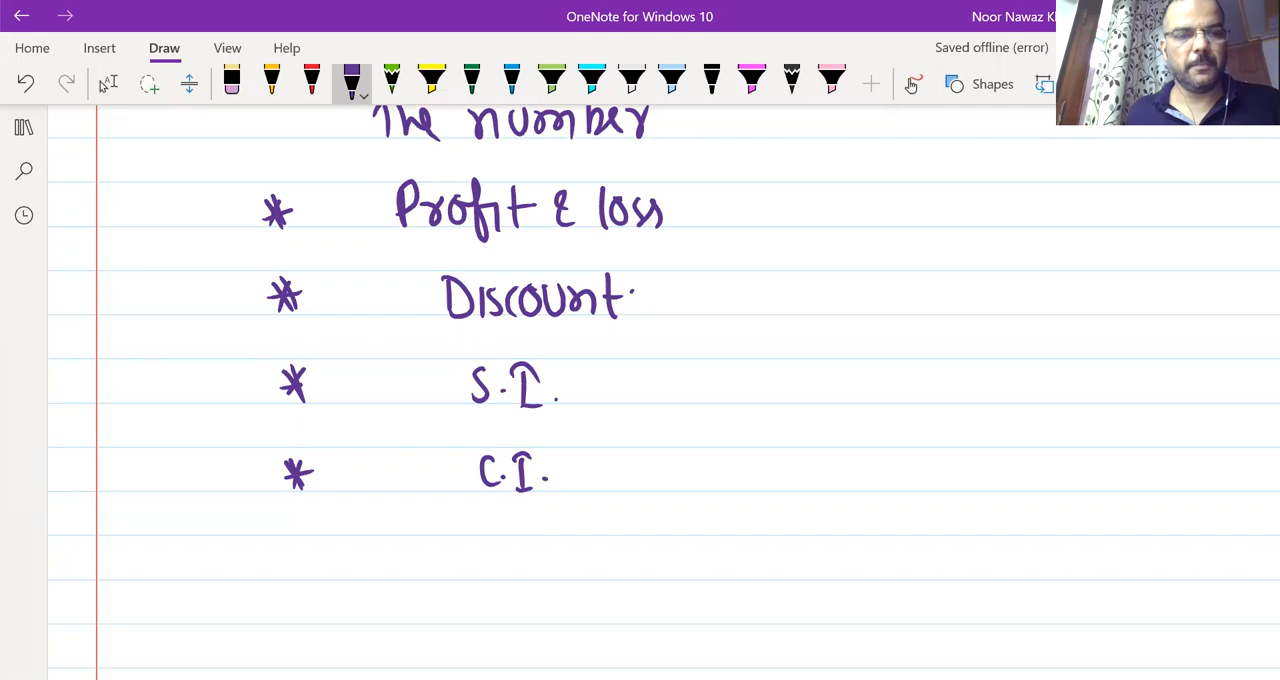 OneNote for Windows 10
Noor Nawaz Kh
Home Insert Draw View Help
Saved offline (error)
Shapes
The number
* Profit & loss
* Discount.
* S.I.
* C.I.